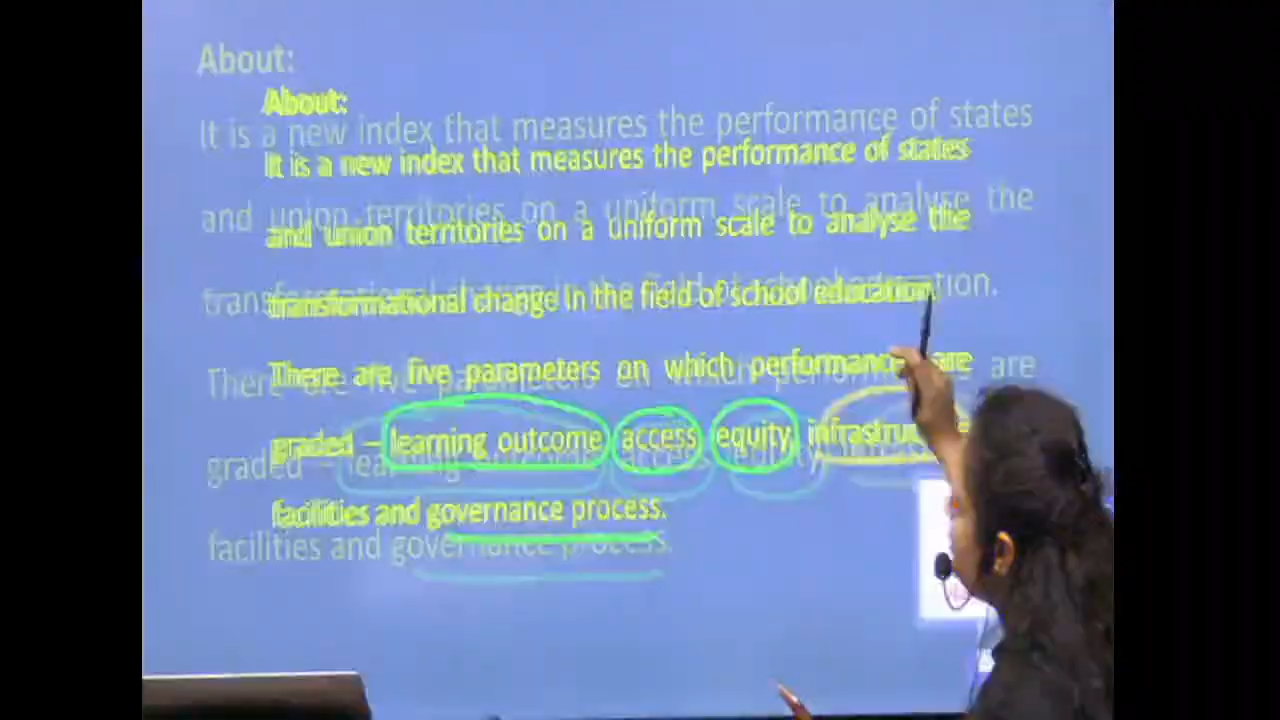 About:
It is a new index that measures the performance of states
and union territories on a uniform scale to analyse the
transformational change in the field of school education.
There are five parameters on which performance are
graded – learning outcome access equity
facilities and governance process.